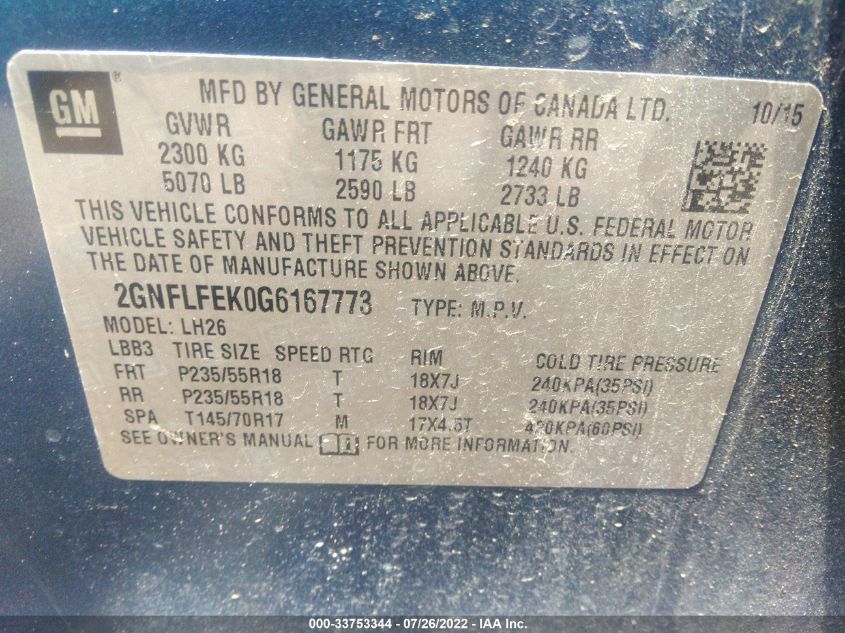 GM®
MFD BY GENERAL MOTORS OF CANADA LTD. 10/15
GVWR GAWR FRT GAWR RR
2300 KG 1175 KG 1240 KG
5070 LB 2590 LB 2733 LB
THIS VEHICLE CONFORMS TO ALL APPLICABLE U.S. FEDERAL MOTOR
VEHICLE SAFETY AND THEFT PREVENTION STANDARDS IN EFFECT ON
THE DATE OF MANUFACTURE SHOWN ABOVE.
2GNFLFEK0G6167773 TYPE: M.P.V.
MODEL: LH26
LBB3 TIRE SIZE SPEED RTG RIM COLD TIRE PRESSURE
FRT P235/55R18 T 18X7J 240KPA(35PSI)
RR P235/55R18 T 18X7J 240KPA(35PSI)
SPA T145/70R17 M 17X4.5T 420KPA(60PSI)
SEE OWNER'S MANUAL FOR MORE INFORMATION.
000-33753344 - 07/26/2022 - IAA Inc.